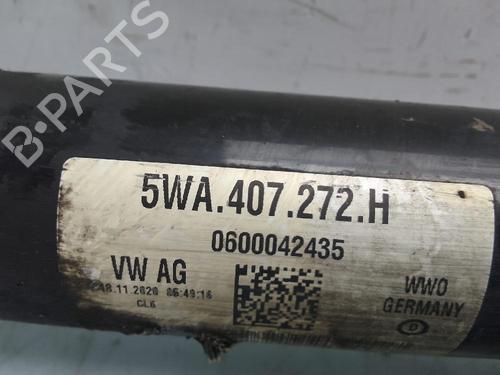 B-PARTS
5WA.407.272.H
0600042435
VW AG
18.11.2020 05:49:16
CL6
WWO
GERMANY
D